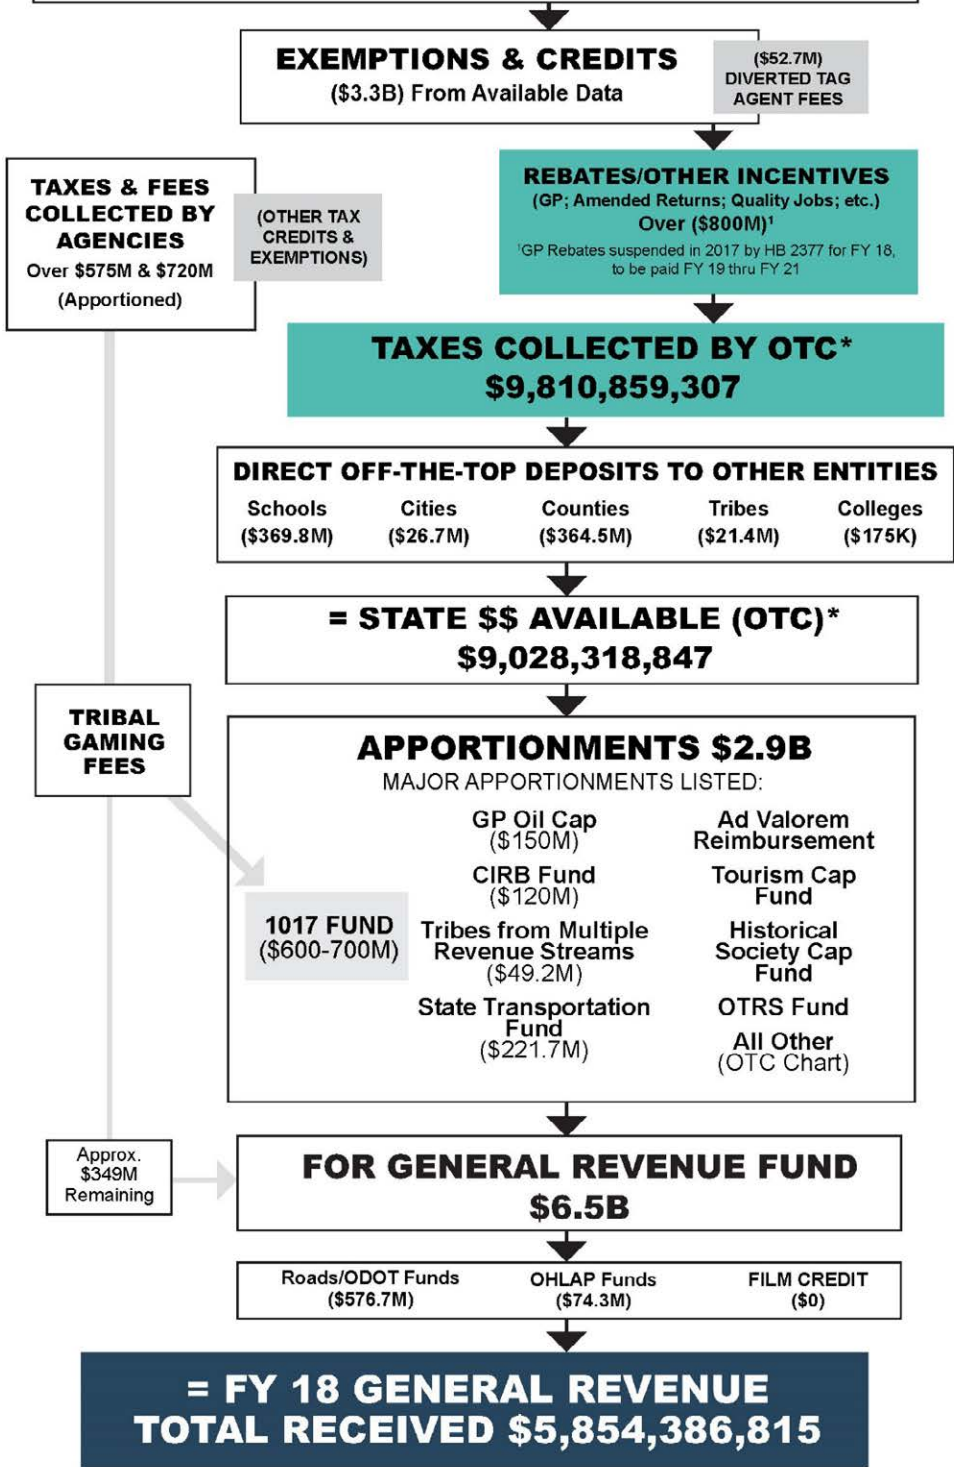 EXEMPTIONS & CREDITS
($3.3B) From Available Data
($52.7M)
DIVERTED TAG
AGENT FEES
TAXES & FEES
COLLECTED BY
AGENCIES
Over $575M & $720M
(Apportioned)
(OTHER TAX
CREDITS &
EXEMPTIONS)
REBATES/OTHER INCENTIVES
(GP; Amended Returns; Quality Jobs; etc.)
Over ($800M)¹
¹GP Rebates suspended in 2017 by HB 2377 for FY 18,
to be paid FY 19 thru FY 21
TAXES COLLECTED BY OTC*
$9,810,859,307
DIRECT OFF-THE-TOP DEPOSITS TO OTHER ENTITIES
Schools Cities Counties Tribes Colleges
($369.8M) ($26.7M) ($364.5M) ($21.4M) ($175K)
= STATE $$ AVAILABLE (OTC)*
$9,028,318,847
TRIBAL
GAMING
FEES
APPORTIONMENTS $2.9B
MAJOR APPORTIONMENTS LISTED:
1017 FUND
($600-700M)
GP Oil Cap
($150M)
CIRB Fund
($120M)
Tribes from Multiple
Revenue Streams
($49.2M)
State Transportation
Fund
($221.7M)
Ad Valorem
Reimbursement
Tourism Cap
Fund
Historical
Society Cap
Fund
OTRS Fund
All Other
(OTC Chart)
Approx.
$349M
Remaining
FOR GENERAL REVENUE FUND
$6.5B
Roads/ODOT Funds OHLAP Funds FILM CREDIT
($576.7M) ($74.3M) ($0)
= FY 18 GENERAL REVENUE
TOTAL RECEIVED $5,854,386,815